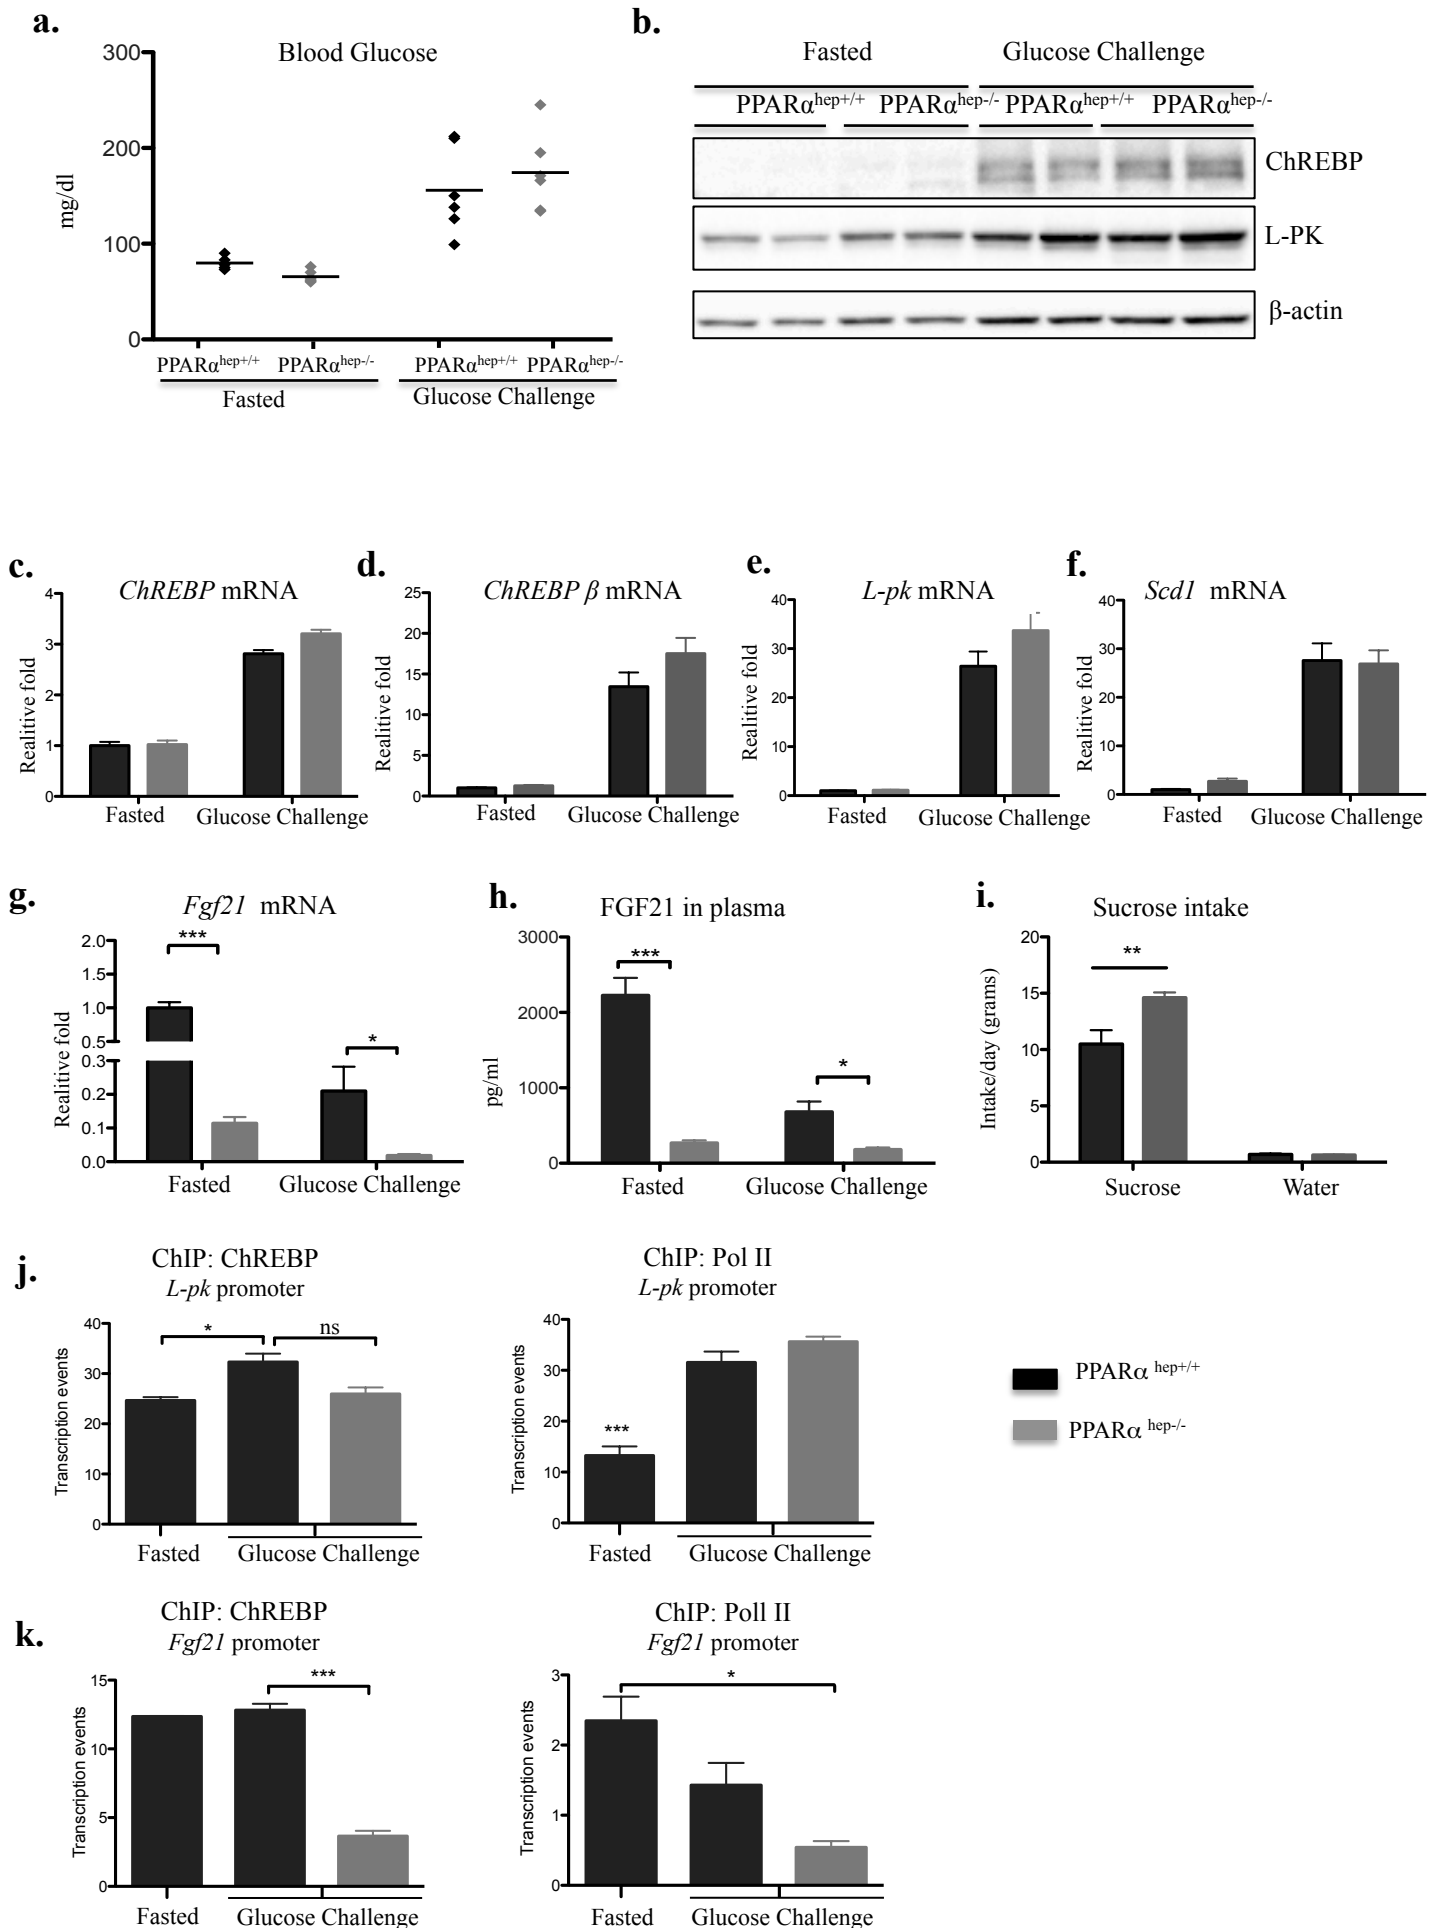 a.
Blood Glucose
300
200
100
0
mg/dl
PPARα^hep+/+ PPARα^hep-/- PPARα^hep+/+ PPARα^hep-/-
Fasted Glucose Challenge
b.
Fasted Glucose Challenge
PPARα^hep+/+ PPARα^hep-/- PPARα^hep+/+ PPARα^hep-/-
ChREBP
L-PK
β-actin
c.
ChREBP mRNA
4
3
2
1
0
Realitive fold
Fasted Glucose Challenge
d.
ChREBP β mRNA
25
20
15
10
5
0
Realitive fold
Fasted Glucose Challenge
e.
L-pk mRNA
40
30
20
10
0
Realitive fold
Fasted Glucose Challenge
f.
Scd1 mRNA
40
30
20
10
0
Realitive fold
Fasted Glucose Challenge
g.
Fgf21 mRNA
2.0
1.5
1.0
0.5
0.3
0.2
0.1
0.0
Realitive fold
***
*
Fasted Glucose Challenge
h.
FGF21 in plasma
3000
2000
1000
0
pg/ml
***
*
Fasted Glucose Challenge
i.
Sucrose intake
20
15
10
5
0
Intake/day (grams)
**
Sucrose Water
j.
ChIP: ChREBP
L-pk promoter
40
30
20
10
0
Transcription events
* ns
Fasted Glucose Challenge
ChIP: Pol II
L-pk promoter
40
30
20
10
0
Transcription events
***
Fasted Glucose Challenge
PPARα hep+/+
PPARα hep-/-
k.
ChIP: ChREBP
Fgf21 promoter
15
10
5
0
Transcription events
***
Fasted Glucose Challenge
ChIP: Poll II
Fgf21 promoter
3
2
1
0
Transcription events
*
Fasted Glucose Challenge